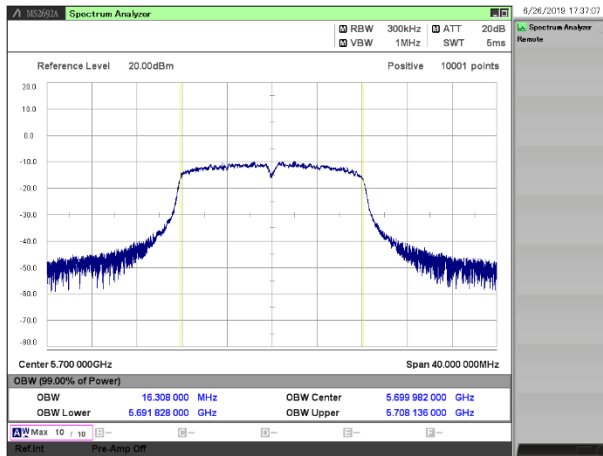 MS2692A Spectrum Analyzer
6/26/2019 17:37:07
Spectrum Analyzer
Remote
M RBW 300kHz M ATT 20dB
M VBW 1MHz SWT 5ms
Reference Level 20.00dBm Positive 10001 points
20.0
10.0
0.0
-10.0
-20.0
-30.0
-40.0
-50.0
-60.0
-70.0
-80.0
Center 5.700 000GHz Span 40.000 000MHz
OBW (99.00% of Power)
OBW 16.308 000 MHz OBW Center 5.699 982 000 GHz
OBW Lower 5.691 828 000 GHz OBW Upper 5.708 136 000 GHz
A W Max 10 / 10 B- C- D- E- F-
Ref.Int Pre-Amp Off